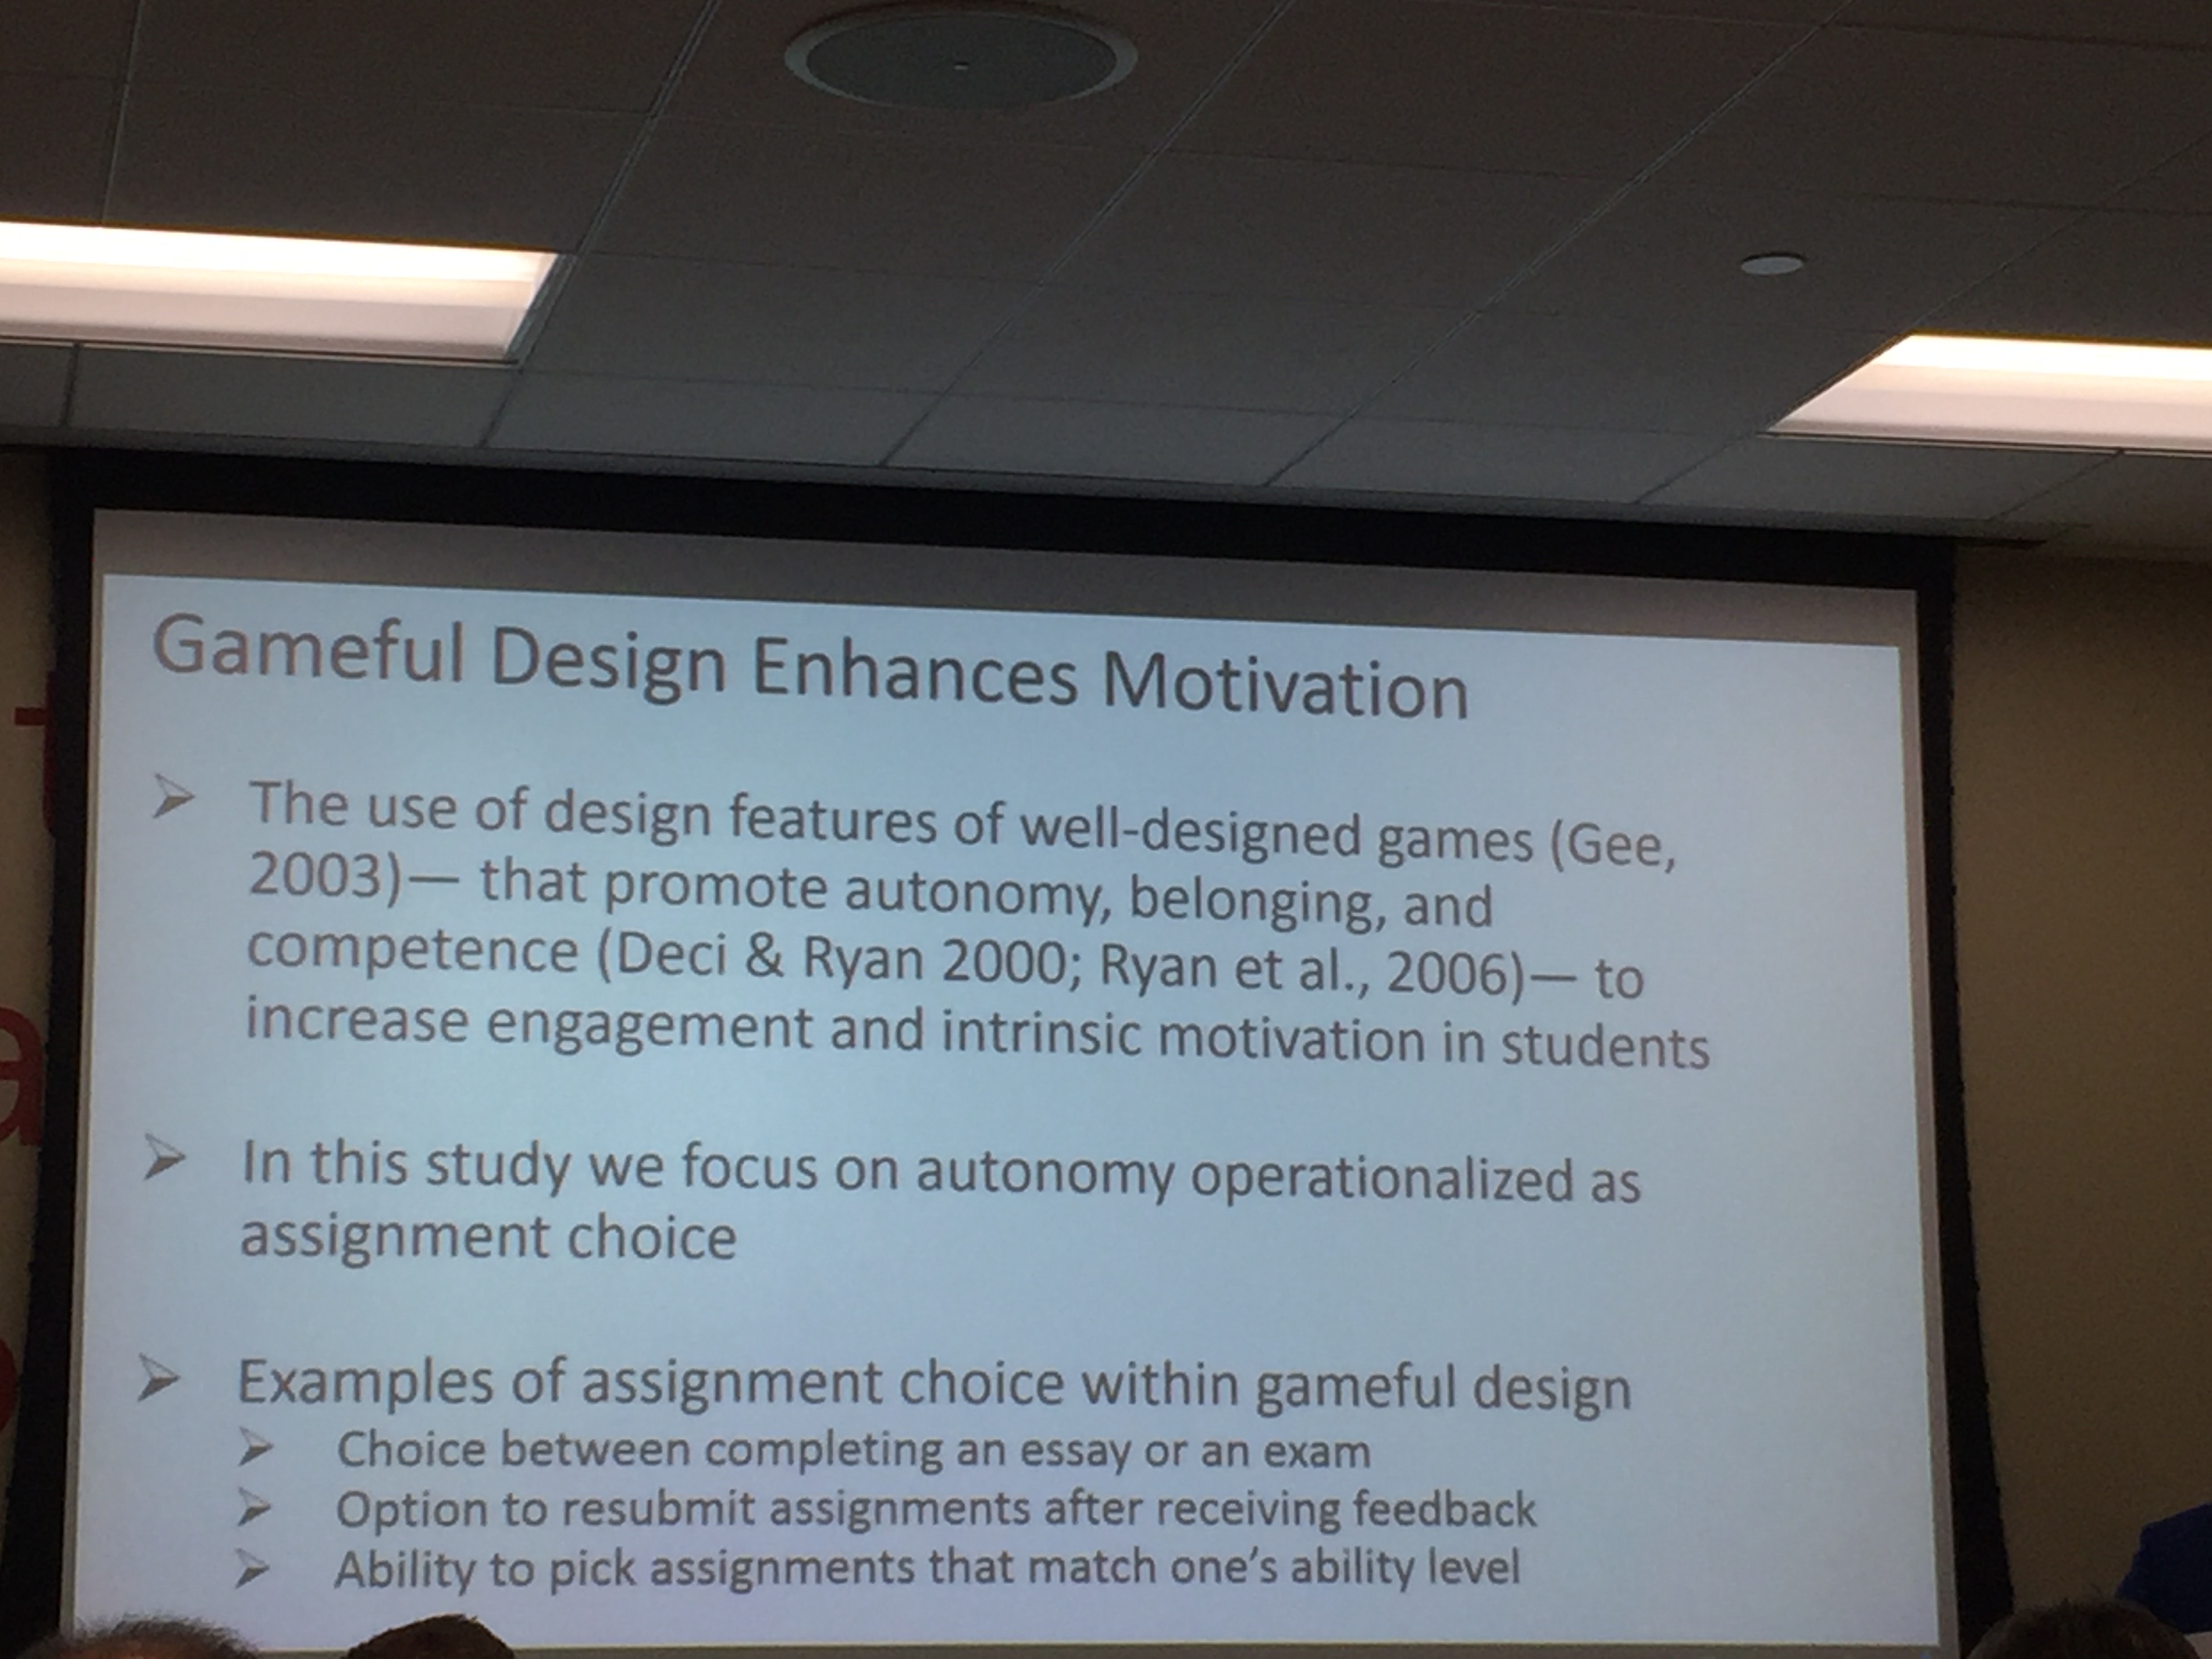 Gameful Design Enhances Motivation
The use of design features of well-designed games (Gee,
2003)— that promote autonomy, belonging, and
competence (Deci & Ryan 2000; Ryan et al., 2006)— to
increase engagement and intrinsic motivation in students
In this study we focus on autonomy operationalized as
assignment choice
Examples of assignment choice within gameful design
Choice between completing an essay or an exam
Option to resubmit assignments after receiving feedback
Ability to pick assignments that match one's ability level